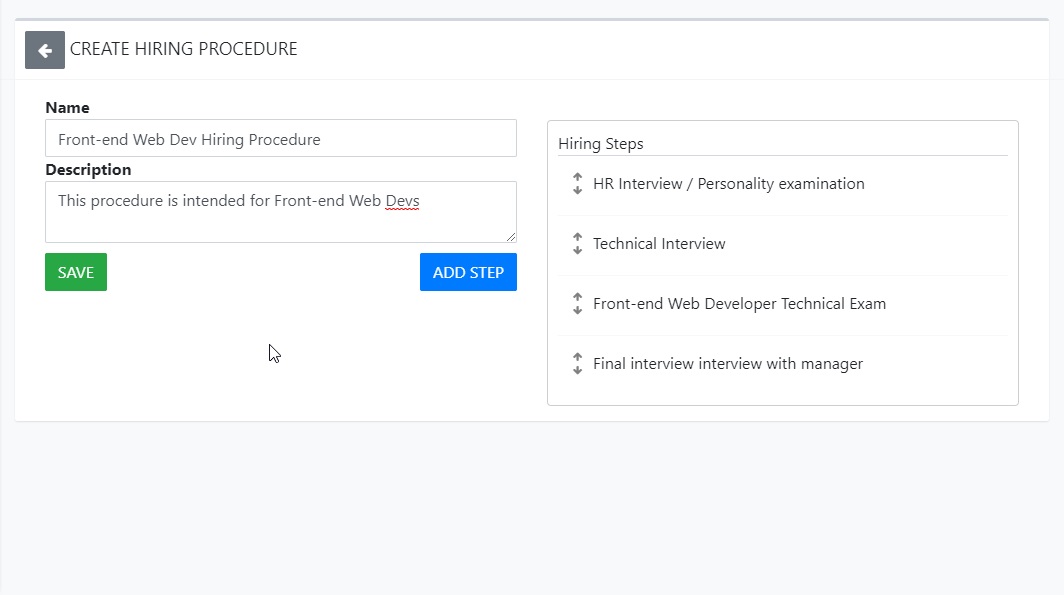 CREATE HIRING PROCEDURE
Name
Front-end Web Dev Hiring Procedure
Description
This procedure is intended for Front-end Web Devs
SAVE
ADD STEP
Hiring Steps
HR Interview / Personality examination
Technical Interview
Front-end Web Developer Technical Exam
Final interview interview with manager